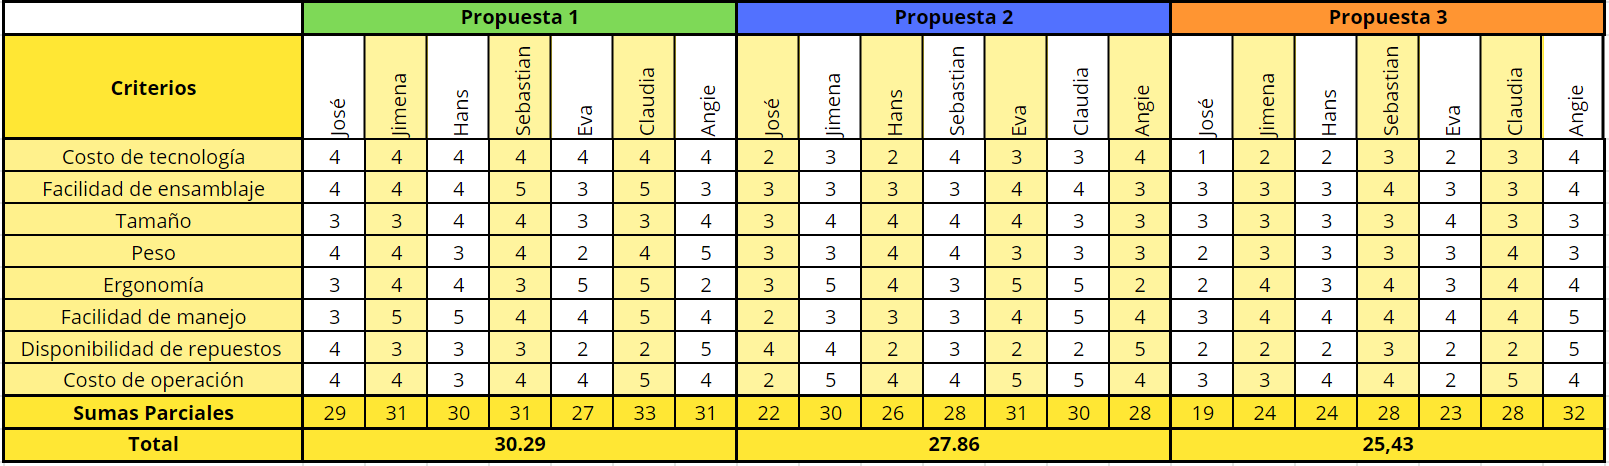 Propuesta 1 Propuesta 2 Propuesta 3
Criterios José Jimena Hans Sebastian Eva Claudia Angie José Jimena Hans Sebastian Eva Claudia Angie José Jimena Hans Sebastian Eva Claudia Angie
Costo de tecnología 4 4 4 4 4 4 4 2 3 2 4 3 3 4 1 2 2 3 2 3 4
Facilidad de ensamblaje 4 4 4 5 3 5 3 3 3 3 3 4 4 3 3 3 3 4 3 3 4
Tamaño 3 3 4 4 3 3 4 3 4 4 4 4 3 3 3 3 3 3 4 3 3
Peso 4 4 3 4 2 4 5 3 3 4 4 3 3 3 2 3 3 3 3 4 3
Ergonomía 3 4 4 3 5 5 2 3 5 4 3 5 5 2 2 4 3 4 3 4 4
Facilidad de manejo 3 5 5 4 4 5 4 2 3 3 3 4 5 4 3 4 4 4 4 4 5
Disponibilidad de repuestos 4 3 3 3 2 2 5 4 4 2 3 2 2 5 2 2 2 3 2 2 5
Costo de operación 4 4 3 4 4 5 4 2 5 4 4 5 5 4 3 3 4 4 2 5 4
Sumas Parciales 29 31 30 31 27 33 31 22 30 26 28 31 30 28 19 24 24 28 23 28 32
Total 30.29 27.86 25,43